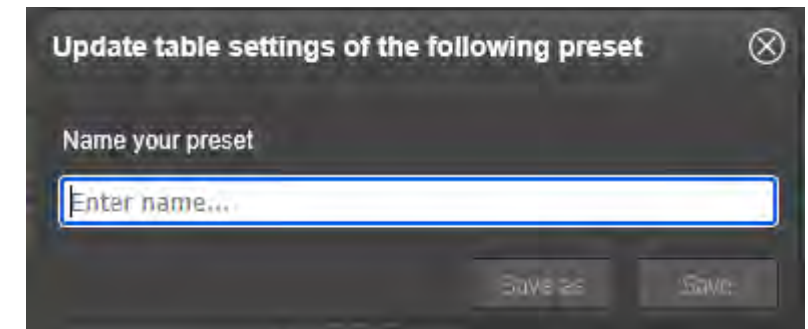 Update table settings of the following preset
Name your preset
Enter name...
Save as
Save